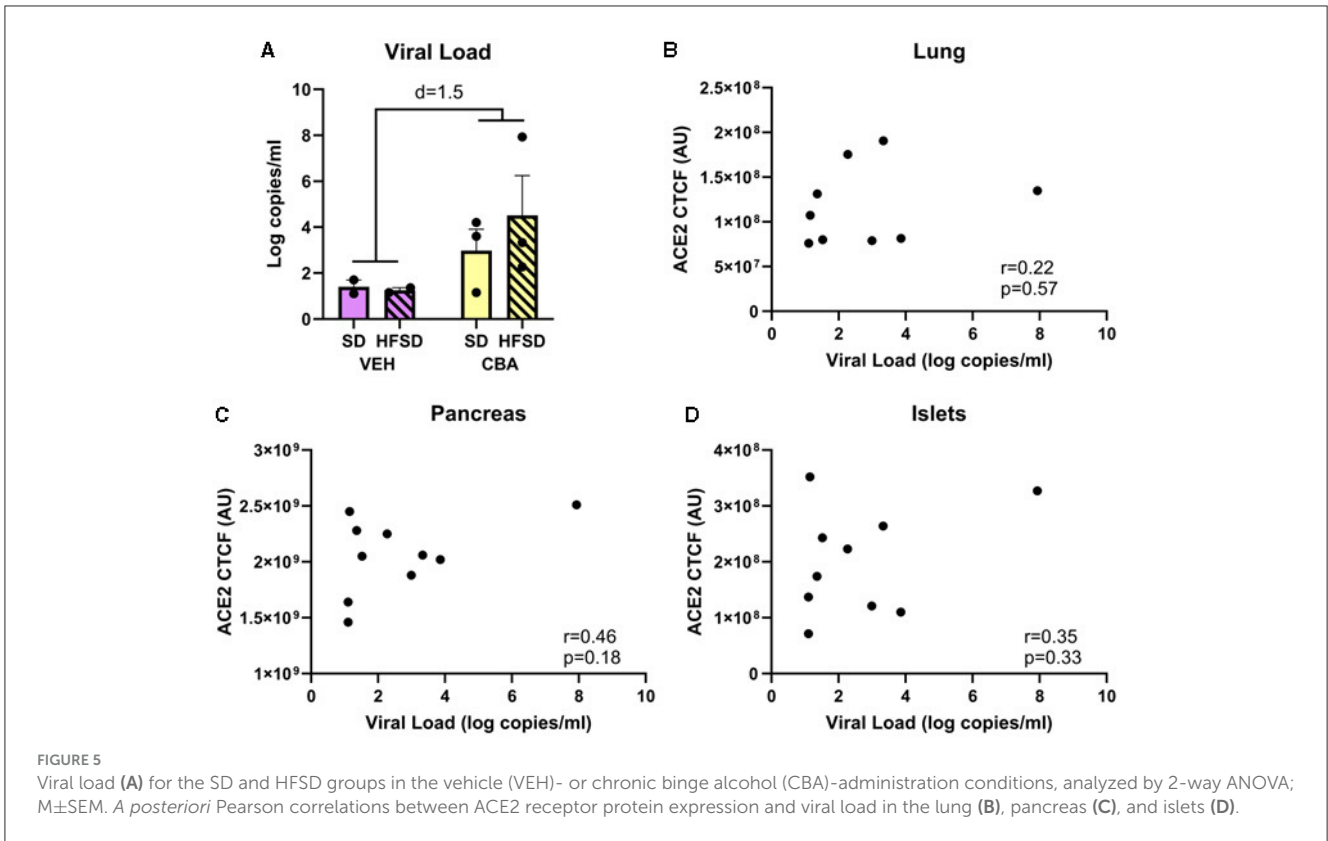 A
Viral Load
Log copies/ml
10
8
6
4
2
0
d=1.5
SD HFSD SD HFSD
VEH CBA
B
Lung
ACE2 CTCF (AU)
2.5×10⁸
2×10⁸
1.5×10⁸
1×10⁸
5×10⁷
0
r=0.22
p=0.57
0 2 4 6 8 10
Viral Load (log copies/ml)
C
Pancreas
ACE2 CTCF (AU)
3×10⁹
2.5×10⁹
2×10⁹
1.5×10⁹
1×10⁹
r=0.46
p=0.18
0 2 4 6 8 10
Viral Load (log copies/ml)
D
Islets
ACE2 CTCF (AU)
4×10⁸
3×10⁸
2×10⁸
1×10⁸
0
r=0.35
p=0.33
0 2 4 6 8 10
Viral Load (log copies/ml)
FIGURE 5
Viral load (A) for the SD and HFSD groups in the vehicle (VEH)- or chronic binge alcohol (CBA)-administration conditions, analyzed by 2-way ANOVA;
M±SEM. A posteriori Pearson correlations between ACE2 receptor protein expression and viral load in the lung (B), pancreas (C), and islets (D).